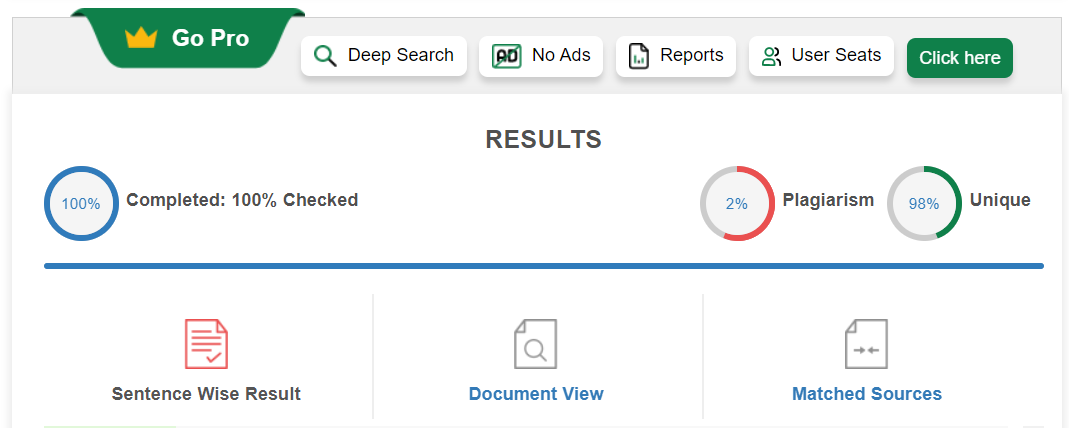 Go Pro
Deep Search
AD No Ads
Reports
User Seats
Click here
RESULTS
100% Completed: 100% Checked
2% Plagiarism
98% Unique
Sentence Wise Result
Document View
Matched Sources